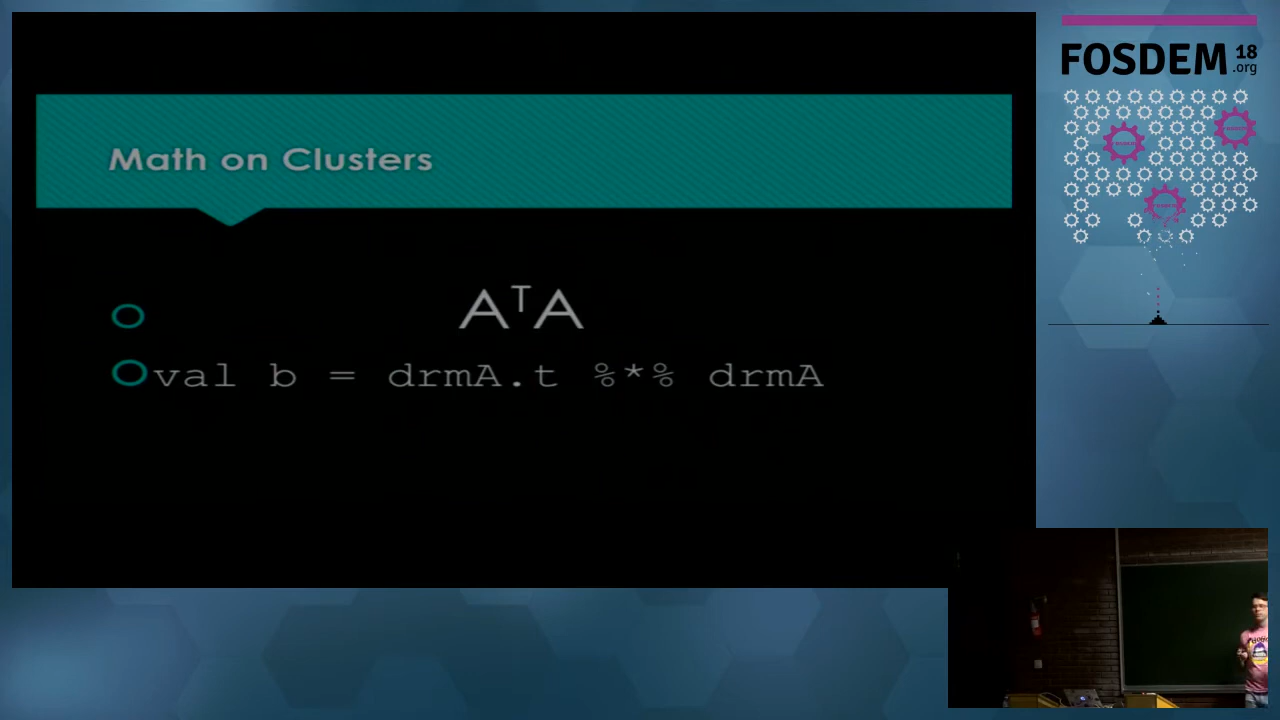 Math on Clusters
AᵀA
val b = drmA.t %*% drmA
FOSDEM 18
.org